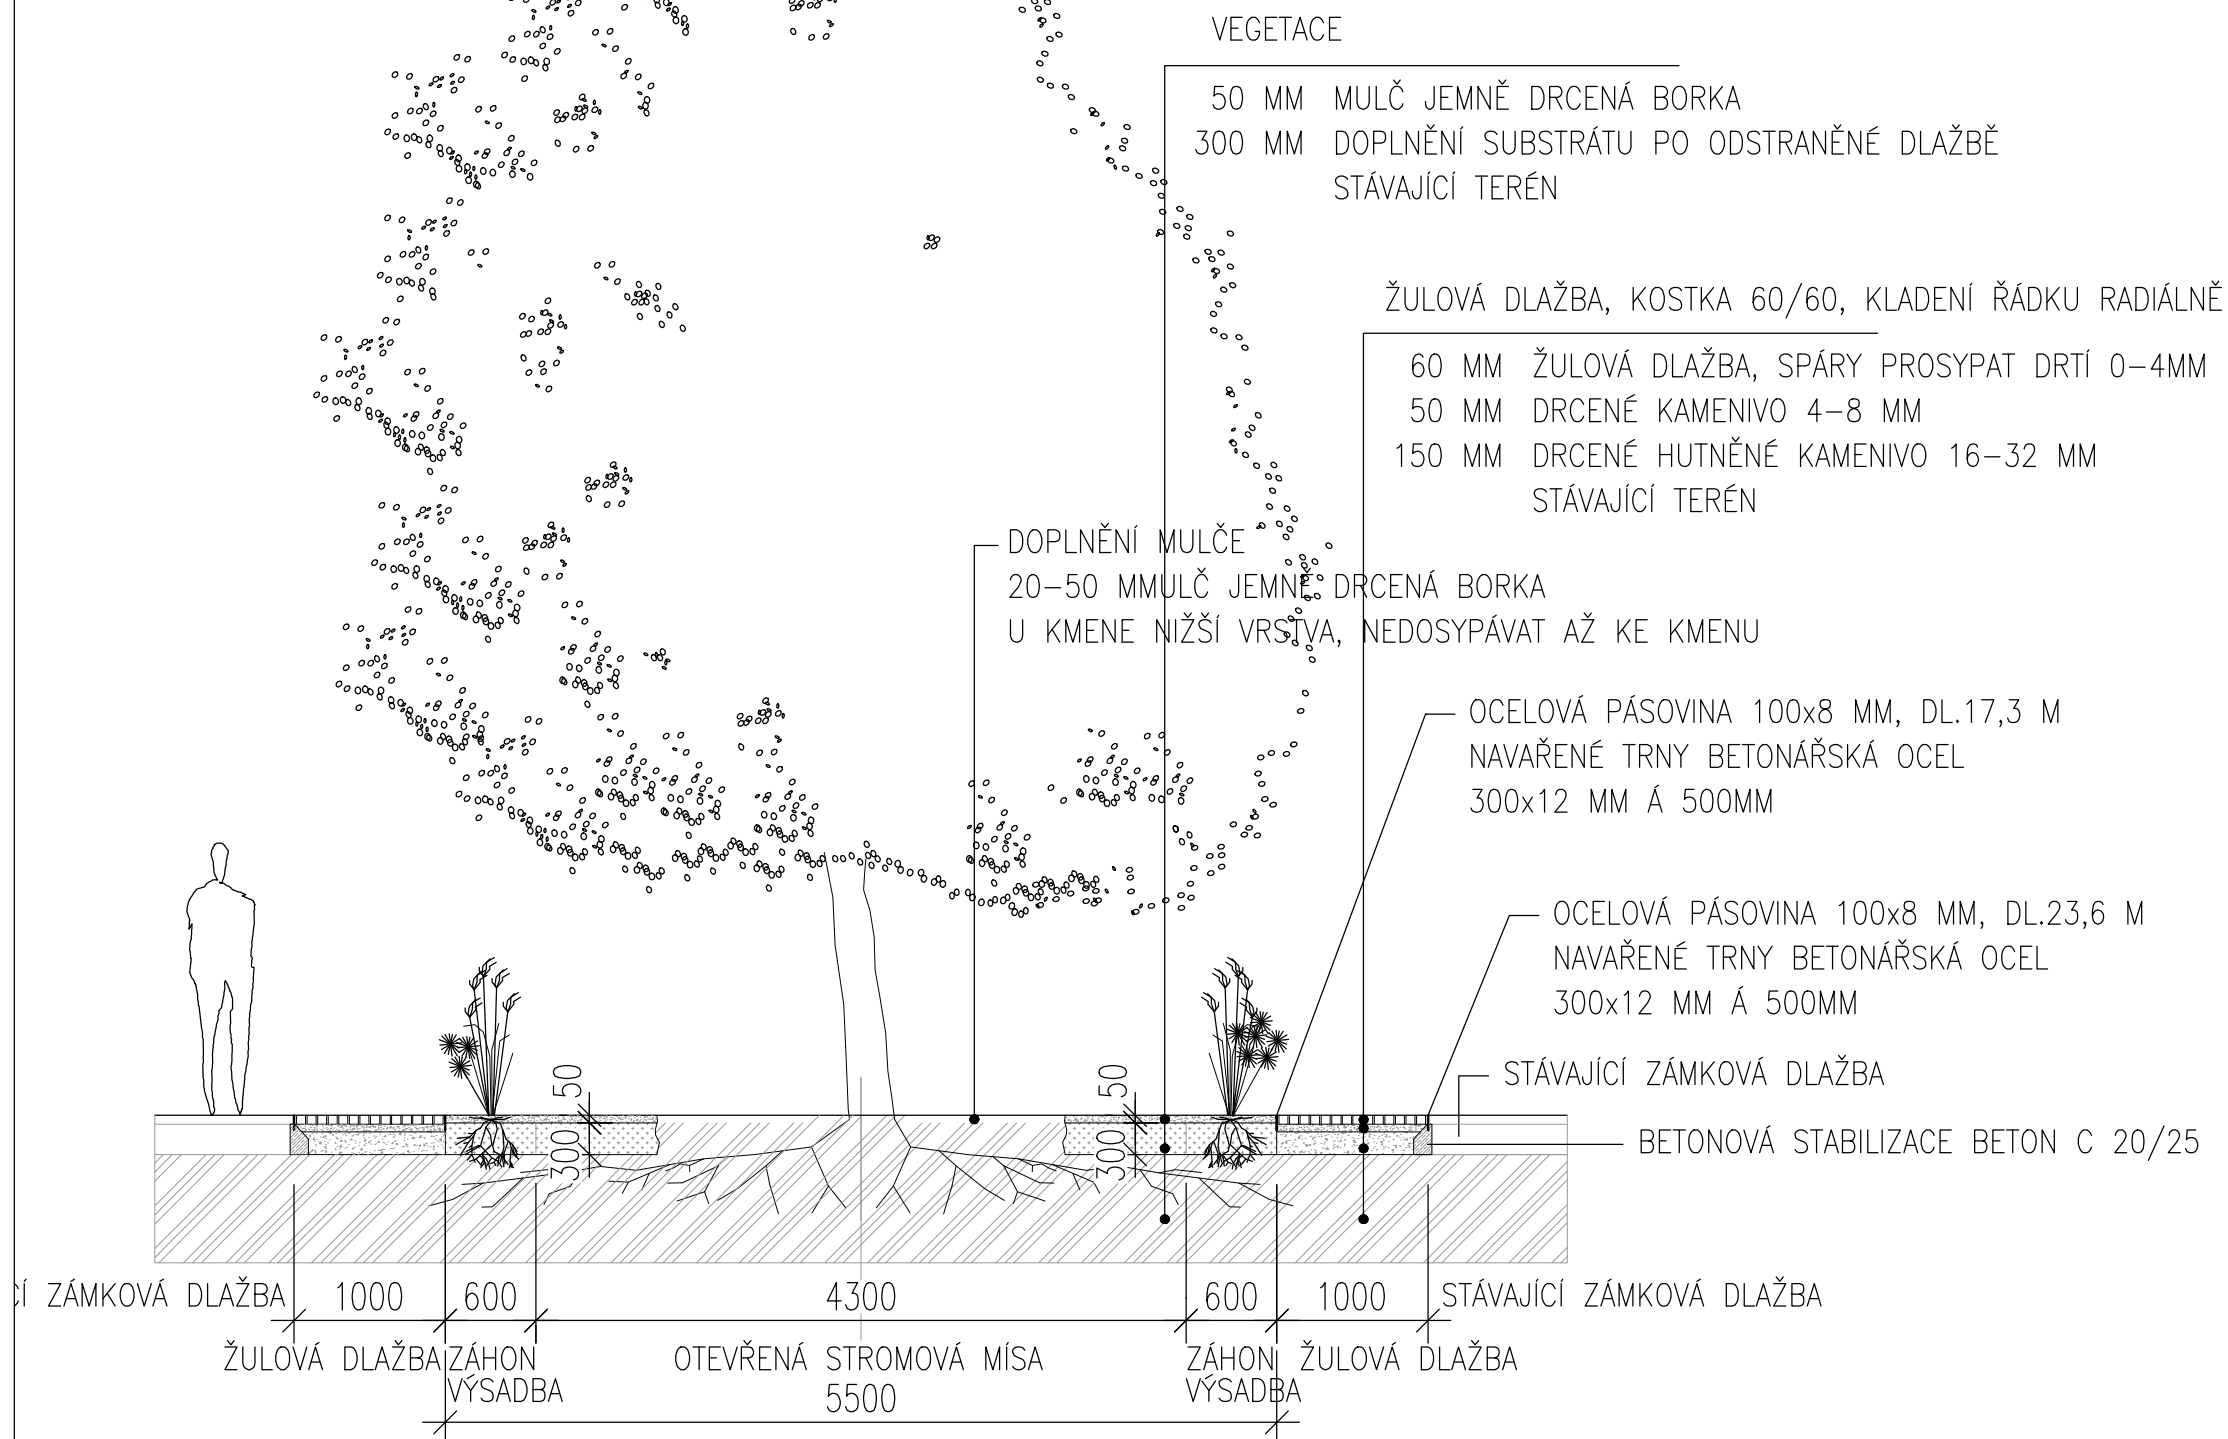 VEGETACE
50 MM MULČ JEMNĚ DRCENÁ BORKA
300 MM DOPLNĚNÍ SUBSTRÁTU PO ODSTRANĚNÉ DLAŽBĚ
STÁVAJÍCÍ TERÉN
ŽULOVÁ DLAŽBA, KOSTKA 60/60, KLADENÍ ŘÁDKU RADIÁLNĚ
60 MM ŽULOVÁ DLAŽBA, SPÁRY PROSYPAT DRTÍ 0-4MM
50 MM DRCENÉ KAMENIVO 4-8 MM
150 MM DRCENÉ HUTNĚNÉ KAMENIVO 16-32 MM
STÁVAJÍCÍ TERÉN
DOPLNĚNÍ MULČE
20-50 MMULČ JEMNĚ DRCENÁ BORKA
U KMENE NIŽŠÍ VRSTVA, NEDOSYPÁVAT AŽ KE KMENU
OCELOVÁ PÁSOVINA 100x8 MM, DL.17,3 M
NAVAŘENÉ TRNY BETONÁŘSKÁ OCEL
300x12 MM Á 500MM
OCELOVÁ PÁSOVINA 100x8 MM, DL.23,6 M
NAVAŘENÉ TRNY BETONÁŘSKÁ OCEL
300x12 MM Á 500MM
STÁVAJÍCÍ ZÁMKOVÁ DLAŽBA
BETONOVÁ STABILIZACE BETON C 20/25
50
300
50
300
CÍ ZÁMKOVÁ DLAŽBA 1000 600 4300 600 1000 STÁVAJÍCÍ ZÁMKOVÁ DLAŽBA
ŽULOVÁ DLAŽBA ZÁHON OTEVŘENÁ STROMOVÁ MÍSA ZÁHON ŽULOVÁ DLAŽBA
VÝSADBA 5500 VÝSADBA